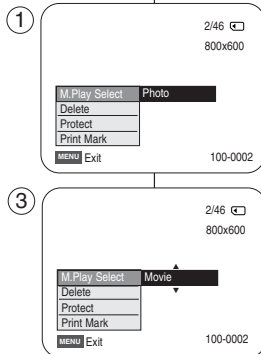 1
2/46
800x600
M.Play Select Photo
Delete
Protect
Print Mark
MENU Exit 100-0002
3
2/46
800x600
M.Play Select Movie
Delete
Protect
Print Mark
MENU Exit 100-0002